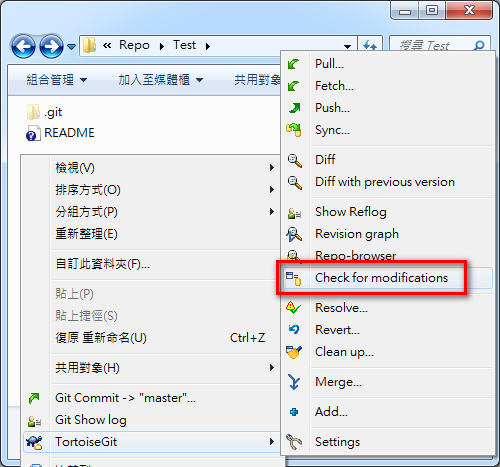 « Repo ▸ Test ▸
搜尋 Test
組合管理 ▾
加入至媒體櫃 ▾
共用對象
.git
README
檢視(V)
排序方式(O)
分組方式(P)
重新整理(E)
自訂此資料夾(F)...
貼上(P)
貼上捷徑(S)
復原 重新命名(U) Ctrl+Z
共用對象(H)
Git Commit -> "master"...
Git Show log
TortoiseGit
Pull...
Fetch...
Push...
Sync...
Diff
Diff with previous version
Show Reflog
Revision graph
Repo-browser
Check for modifications
Resolve...
Revert...
Clean up...
Merge...
Add...
Settings